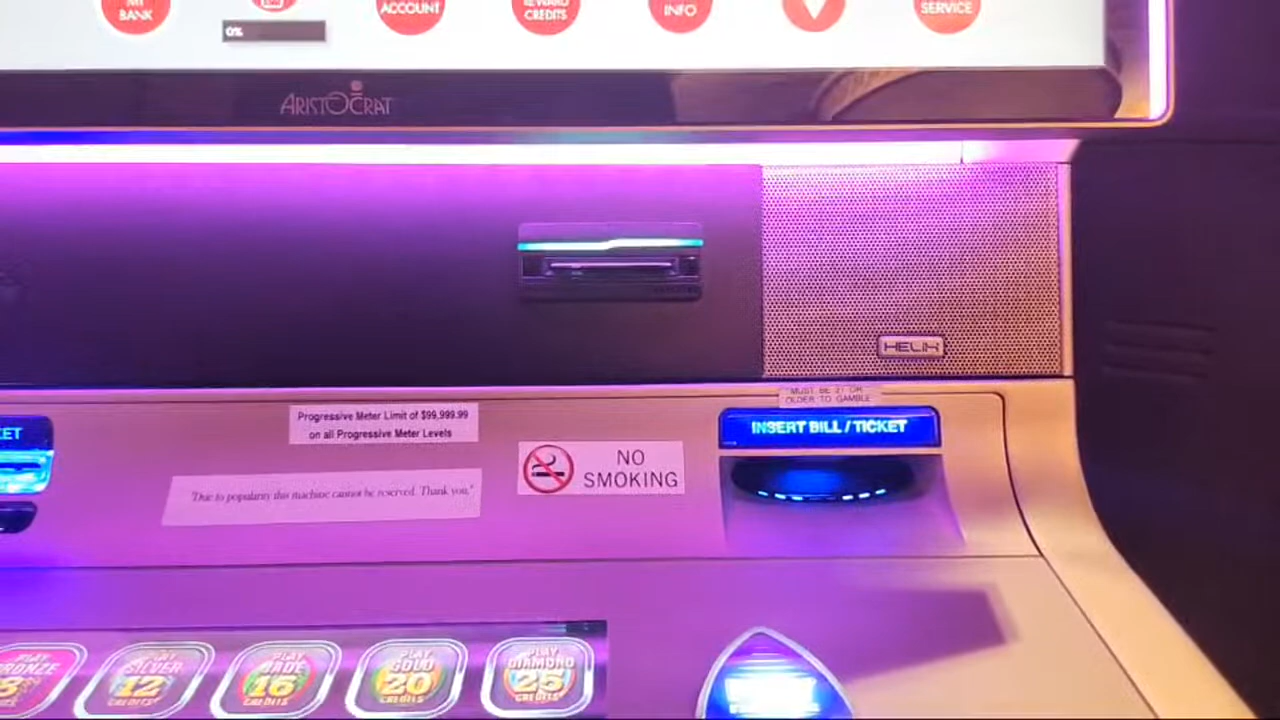 MY
BANK
0%
ACCOUNT
REWARD
CREDITS
INFO
SERVICE
ARISTOCRAT
HELIX
MUST BE 21 OR
OLDER TO GAMBLE
INSERT BILL / TICKET
KET
Progressive Meter Limit of $99,999.99
on all Progressive Meter Levels
NO
SMOKING
"Due to popularity this machine cannot be reserved. Thank you."
PLAY
BRONZE
8
PLAY
SILVER
12
CREDITS
PLAY
JADE
16
CREDITS
PLAY
GOLD
20
CREDITS
PLAY
DIAMOND
25
CREDITS